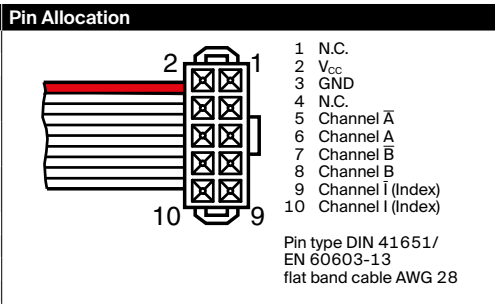 Pin Allocation
2 1
10 9
1 N.C.
2 V_CC
3 GND
4 N.C.
5 Channel A̅
6 Channel A
7 Channel B̅
8 Channel B
9 Channel I̅ (Index)
10 Channel I (Index)
Pin type DIN 41651/
EN 60603-13
flat band cable AWG 28